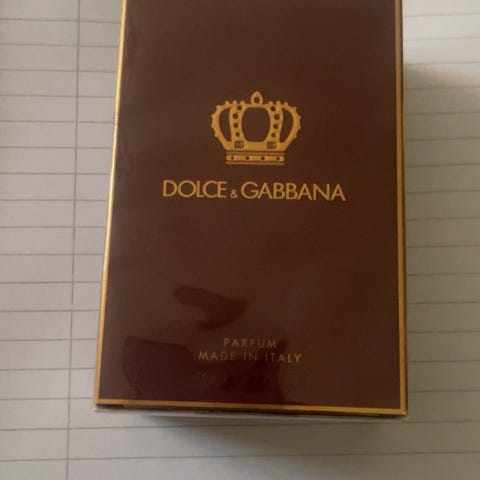 DOLCE & GABBANA
PARFUM
MADE IN ITALY